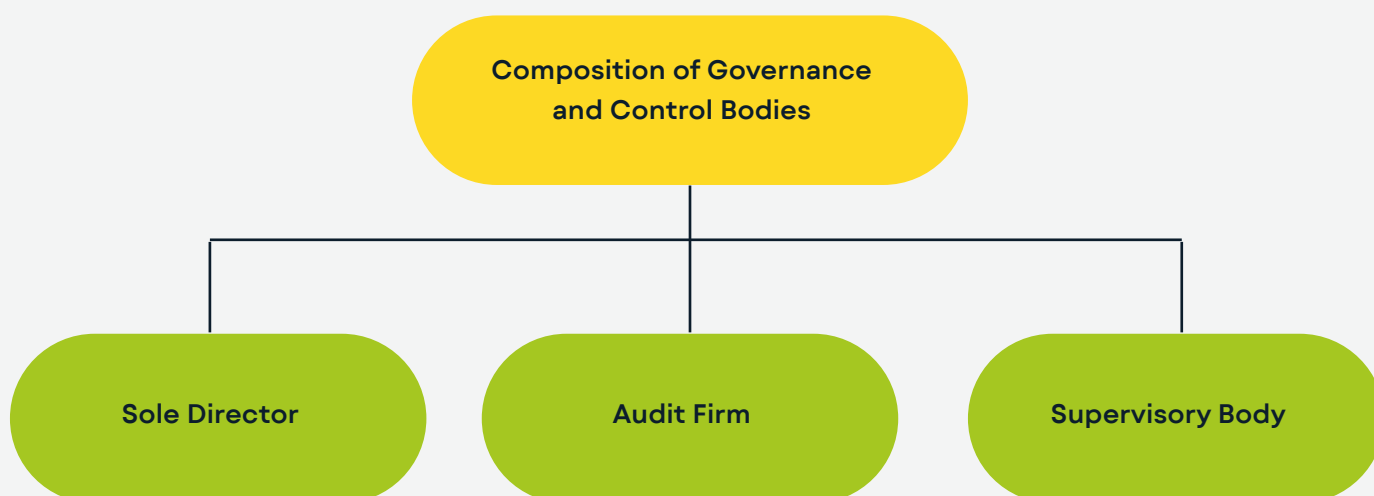 Composition of Governance
and Control Bodies
Sole Director
Audit Firm
Supervisory Body